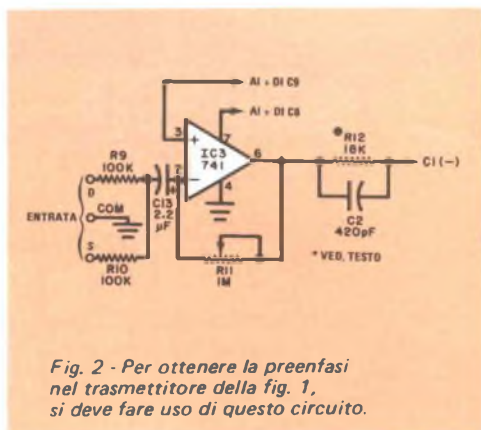 AI + DI C9
AI + DI C8
3
+
7
IC3
741
6
2
-
4
R9
100K
D
ENTRATA
COM
S
R10
100K
C13
2.2
µF
+
R11
1M
R12
18K
C1 (-)
C2
420pF
* VED. TESTO
Fig. 2 - Per ottenere la preenfasi
nel trasmettitore della fig. 1,
si deve fare uso di questo circuito.